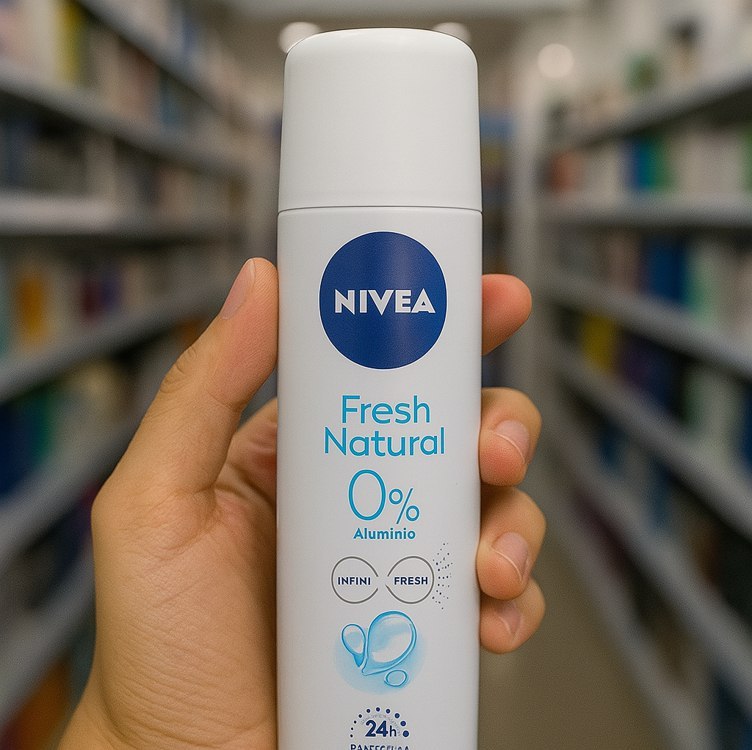 NIVEA
Fresh
Natural
0%
Aluminio
INFINI FRESH
24h